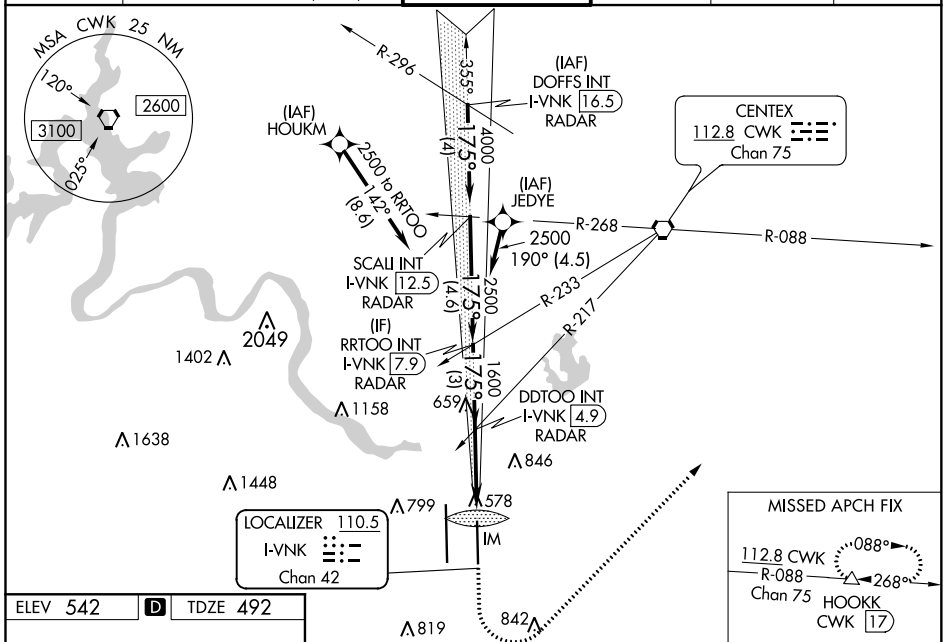 MSA CWK 25 NM
120°
3100
2600
025°
(IAF)
HOUKM
2500 to RRTOO
142°
(8.6)
R-296
355°
(IAF)
DOFFS INT
I-VNK 16.5
RADAR
4000
175°
(4)
CENTEX
112.8 CWK
Chan 75
(IAF)
JEDYE
R-268
R-088
2500
190° (4.5)
SCALI INT
I-VNK 12.5
RADAR
2500
175°
(4.6)
R-233
R-217
(IF)
RRTOO INT
I-VNK 7.9
RADAR
1600
175°
(3)
DDTOO INT
I-VNK 4.9
RADAR
2049
1402
1158
659
1638
846
1448
799
578
IM
LOCALIZER 110.5
I-VNK
Chan 42
MISSED APCH FIX
088°
112.8 CWK
R-088
268°
Chan 75
HOOKK
CWK 17
ELEV 542 D TDZE 492
819
842